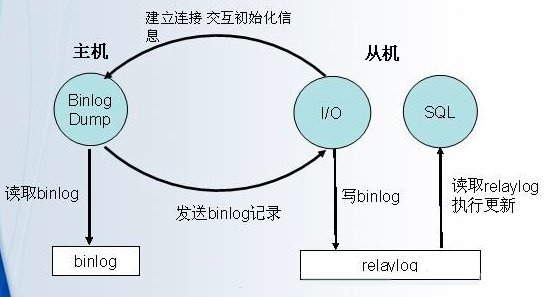 建立连接 交互初始化信
息
主机
从机
Binlog
Dump
I/O
SQL
读取binlog
发送binlog记录
写binlog
读取relaylog
执行更新
binlog
relaylog